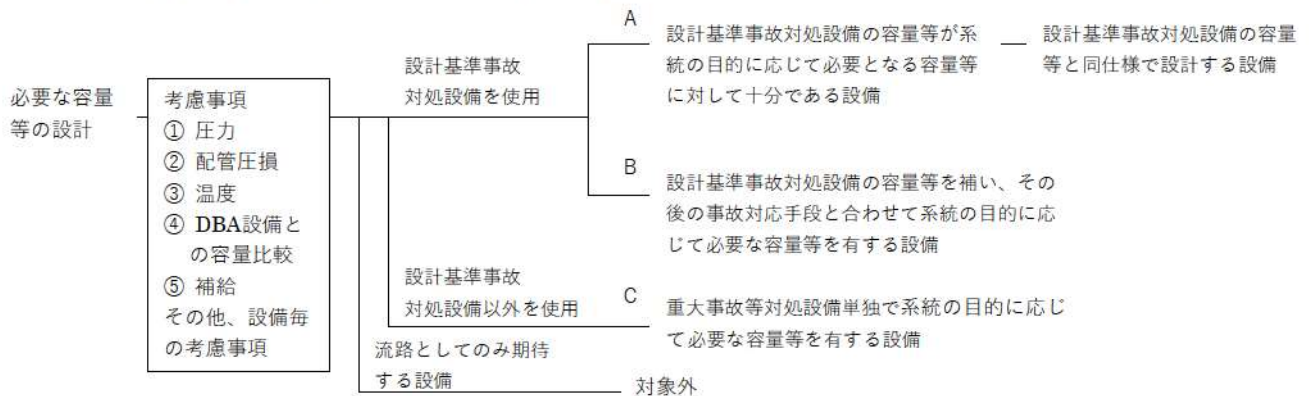 必要な容量
等の設計
考慮事項
① 圧力
② 配管圧損
③ 温度
④ DBA設備と
の容量比較
⑤ 補給
その他、設備毎
の考慮事項
設計基準事故
対処設備を使用
A
設計基準事故対処設備の容量等が系
統の目的に応じて必要となる容量等
に対して十分である設備
設計基準事故対処設備の容量
等と同仕様で設計する設備
B
設計基準事故対処設備の容量等を補い、その
後の事故対応手段と合わせて系統の目的に応
じて必要な容量等を有する設備
設計基準事故
対処設備以外を使用
C
重大事故等対処設備単独で系統の目的に応じ
て必要な容量等を有する設備
流路としてのみ期待
する設備
対象外